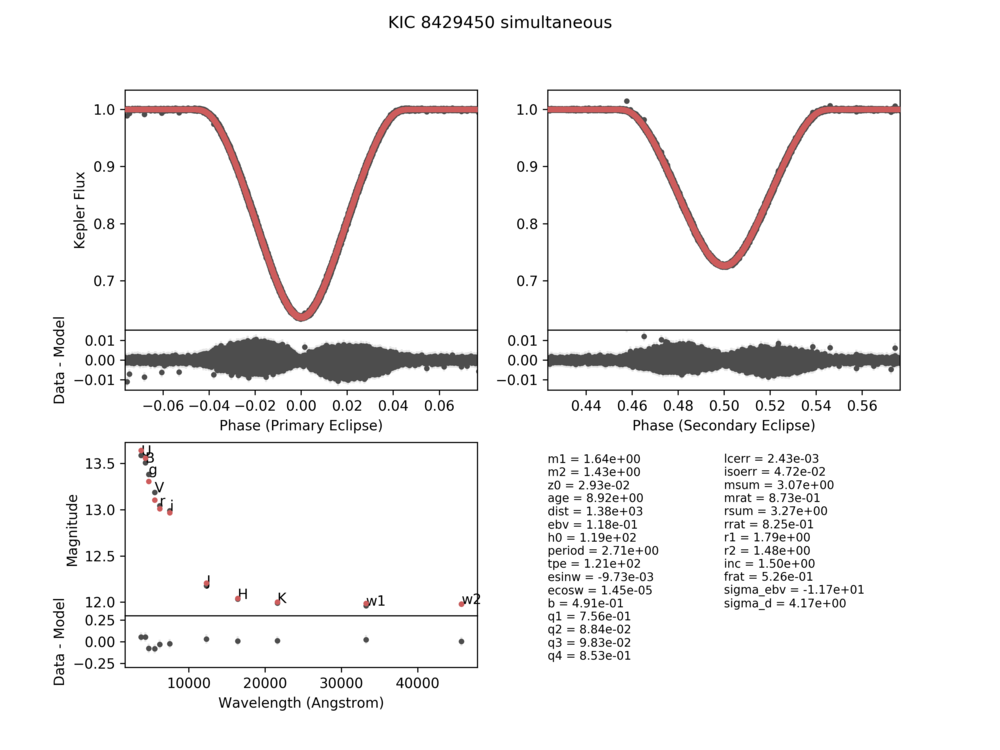 KIC 8429450 simultaneous
1.0
0.9
0.8
0.7
Kepler Flux
0.01
0.00
−0.01
Data - Model
−0.06 −0.04 −0.02 0.00 0.02 0.04 0.06
Phase (Primary Eclipse)
1.0
0.9
0.8
0.7
0.01
0.00
−0.01
0.44 0.46 0.48 0.50 0.52 0.54 0.56
Phase (Secondary Eclipse)
13.5
13.0
12.5
12.0
Magnitude
U
B
g
V
r
i
J
H
K
w1
w2
0.25
0.00
−0.25
Data - Model
10000 20000 30000 40000
Wavelength (Angstrom)
m1 = 1.64e+00
m2 = 1.43e+00
z0 = 2.93e-02
age = 8.92e+00
dist = 1.38e+03
ebv = 1.18e-01
h0 = 1.19e+02
period = 2.71e+00
tpe = 1.21e+02
esinw = -9.73e-03
ecosw = 1.45e-05
b = 4.91e-01
q1 = 7.56e-01
q2 = 8.84e-02
q3 = 9.83e-02
q4 = 8.53e-01
lcerr = 2.43e-03
isoerr = 4.72e-02
msum = 3.07e+00
mrat = 8.73e-01
rsum = 3.27e+00
rrat = 8.25e-01
r1 = 1.79e+00
r2 = 1.48e+00
inc = 1.50e+00
frat = 5.26e-01
sigma_ebv = -1.17e+01
sigma_d = 4.17e+00